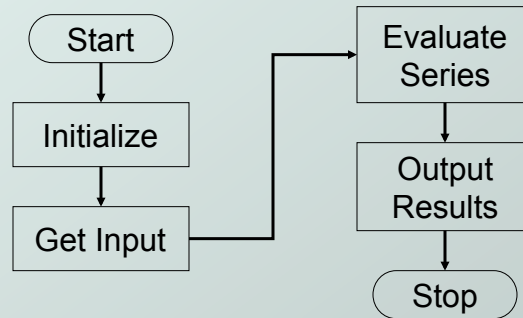 Start
Initialize
Get Input
Evaluate
Series
Output
Results
Stop